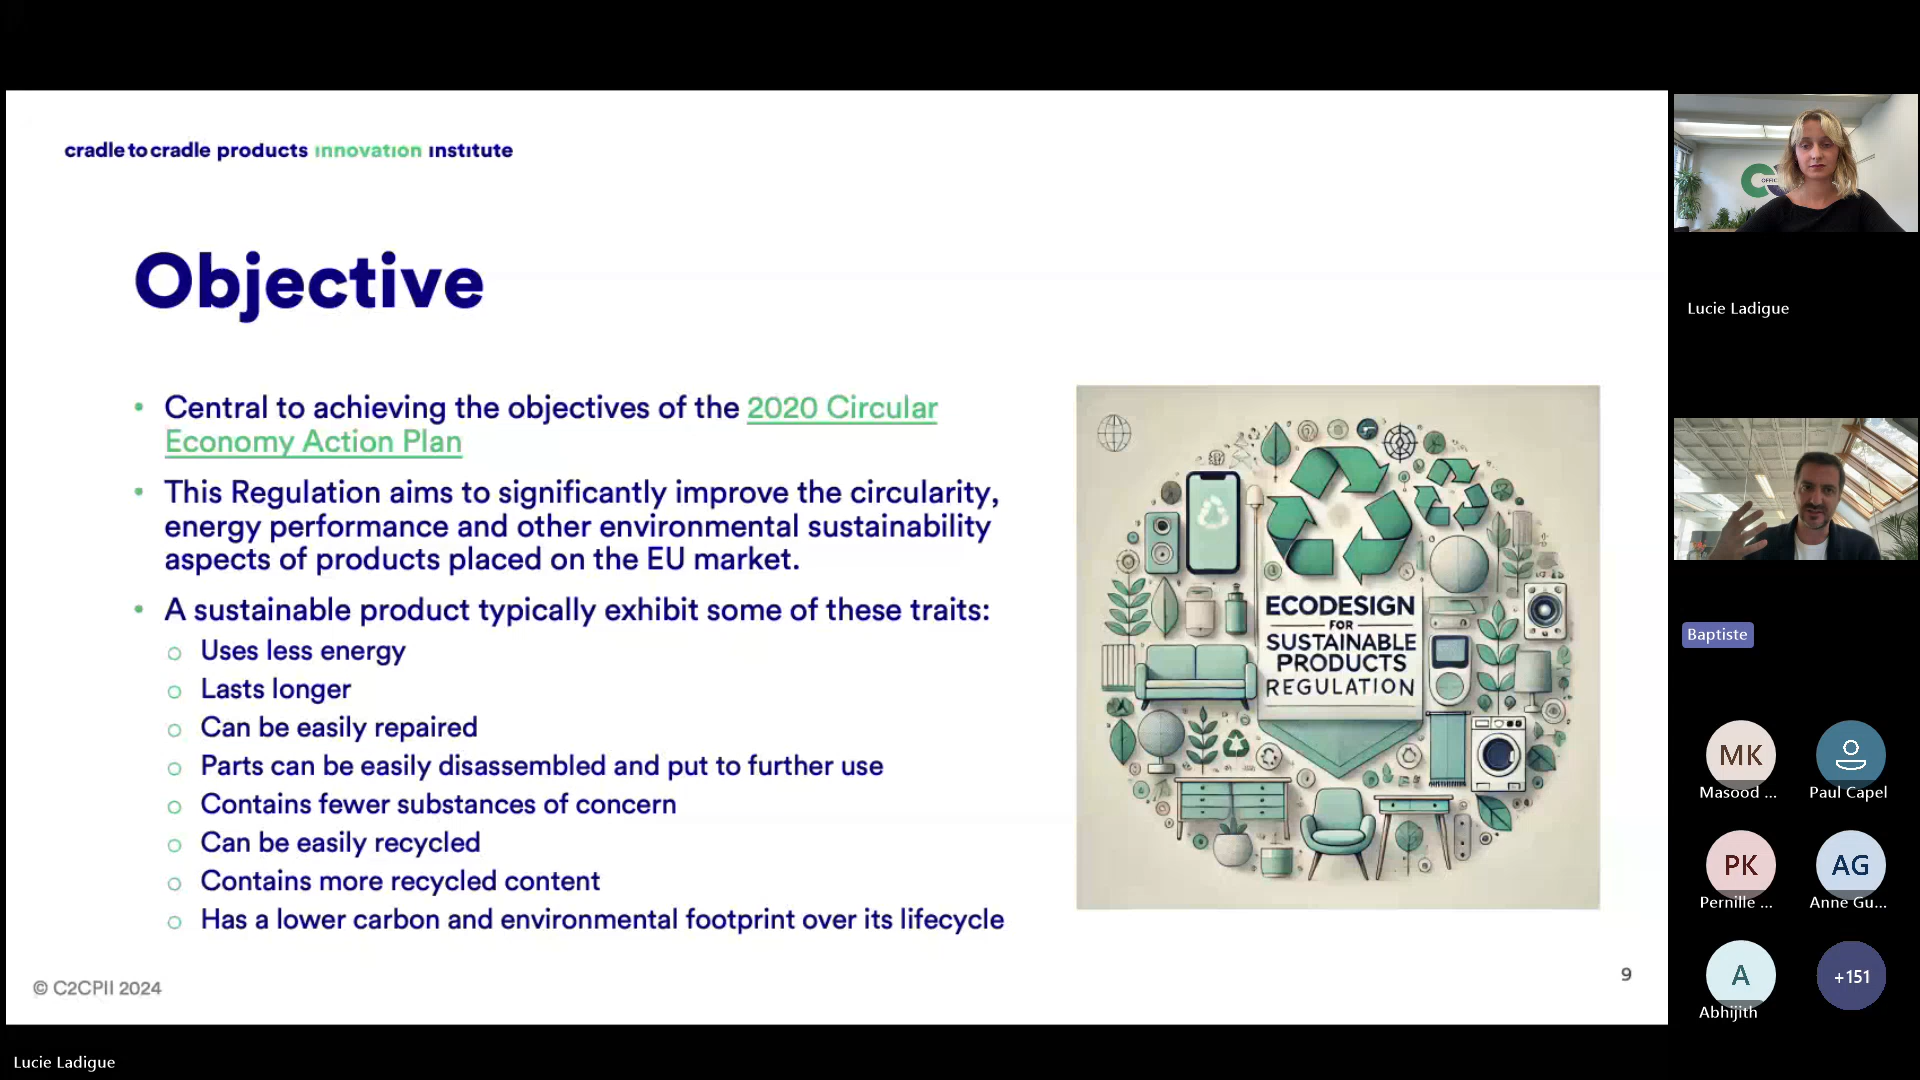 cradle to cradle products innovation institute
Objective
• Central to achieving the objectives of the 2020 Circular
Economy Action Plan
• This Regulation aims to significantly improve the circularity,
energy performance and other environmental sustainability
aspects of products placed on the EU market.
• A sustainable product typically exhibit some of these traits:
○ Uses less energy
○ Lasts longer
○ Can be easily repaired
○ Parts can be easily disassembled and put to further use
○ Contains fewer substances of concern
○ Can be easily recycled
○ Contains more recycled content
○ Has a lower carbon and environmental footprint over its lifecycle
ECODESIGN
FOR
SUSTAINABLE
PRODUCTS
REGULATION
© C2CPII 2024
9
Lucie Ladigue
Lucie Ladigue
Baptiste
MK
Masood ...
Paul Capel
PK
Pernille ...
AG
Anne Gu...
A
Abhijith
+151